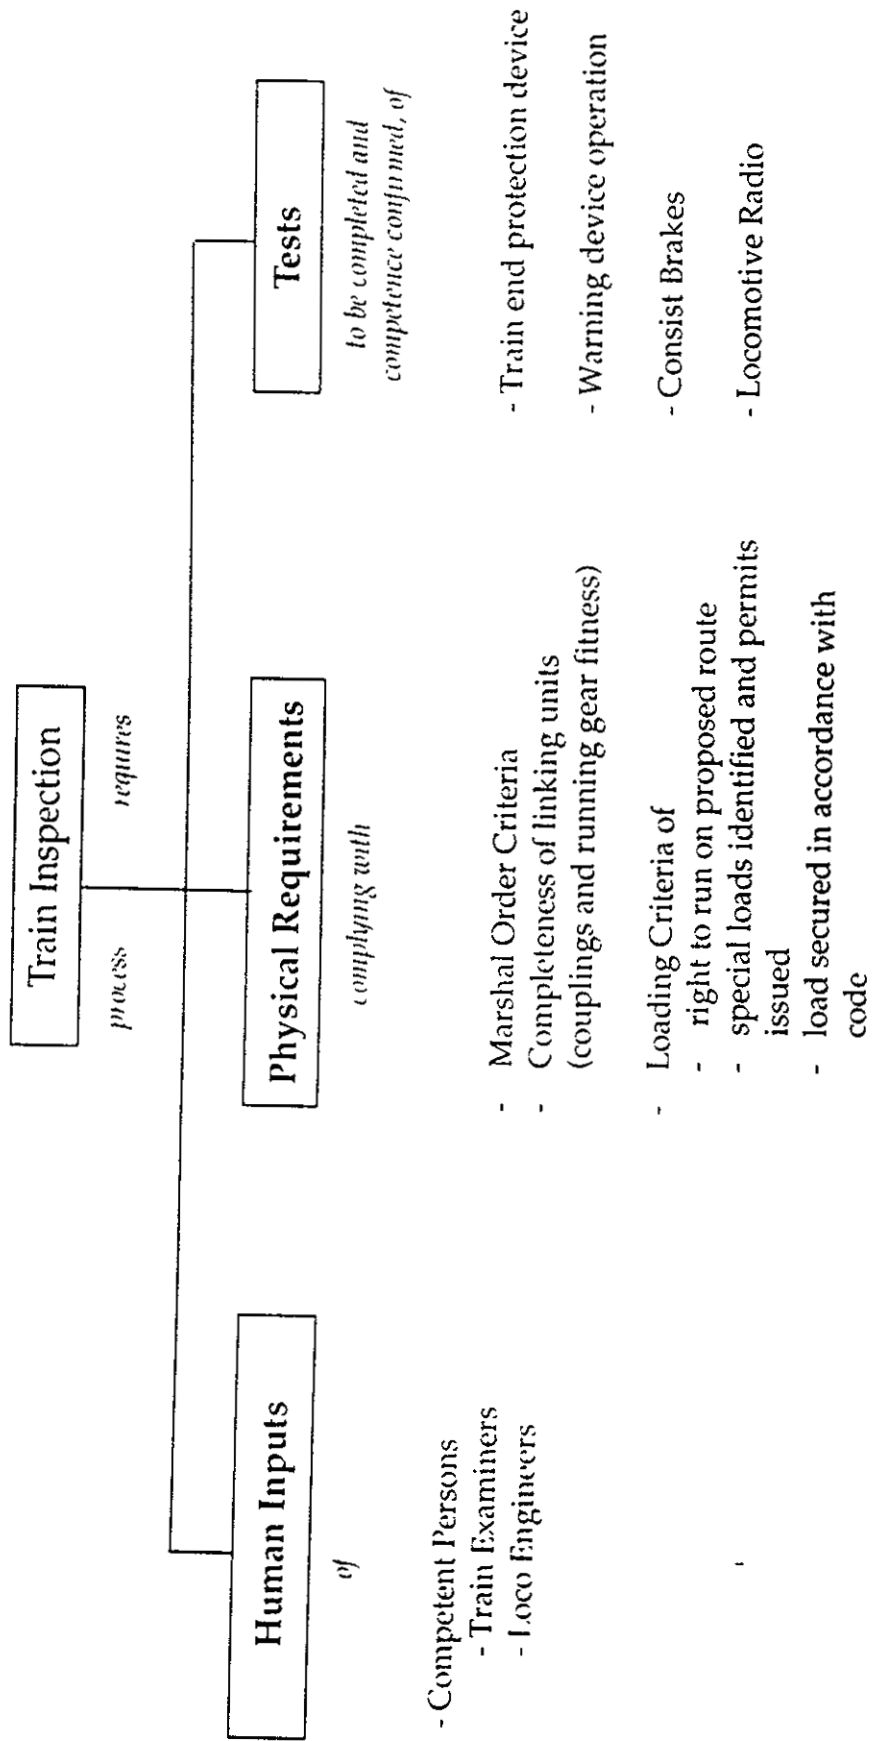 Train Inspection
process requires
Human Inputs
of
- Competent Persons
- Train Examiners
- Loco Engineers
Physical Requirements
complying with
- Marshal Order Criteria
- Completeness of linking units
(couplings and running gear fitness)
- Loading Criteria of
- right to run on proposed route
- special loads identified and permits
issued
- load secured in accordance with
code
Tests
to be completed and
competence confirmed, of
- Train end protection device
- Warning device operation
- Consist Brakes
- Locomotive Radio